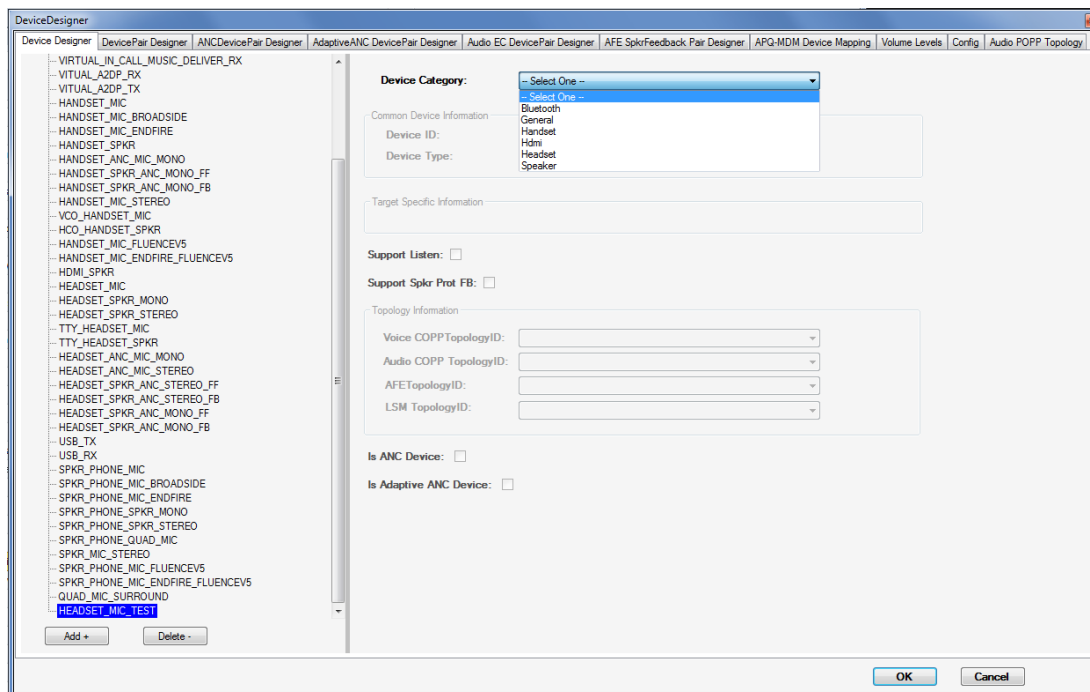 DeviceDesigner
Device Designer DevicePair Designer ANCDevicePair Designer AdaptiveANC DevicePair Designer Audio EC DevicePair Designer AFE SpkrFeedback Pair Designer APQ-MDM Device Mapping Volume Levels Config Audio POPP Topology
VIRTUAL_IN_CALL_MUSIC_DELIVER_RX
VITUAL_A2DP_RX
VITUAL_A2DP_TX
HANDSET_MIC
HANDSET_MIC_BROADSIDE
HANDSET_MIC_ENDFIRE
HANDSET_SPKR
HANDSET_ANC_MIC_MONO
HANDSET_SPKR_ANC_MONO_FF
HANDSET_SPKR_ANC_MONO_FB
HANDSET_MIC_STEREO
VCO_HANDSET_MIC
HCO_HANDSET_SPKR
HANDSET_MIC_FLUENCEV5
HANDSET_MIC_ENDFIRE_FLUENCEV5
HDMI_SPKR
HEADSET_MIC
HEADSET_SPKR_MONO
HEADSET_SPKR_STEREO
TTY_HEADSET_MIC
TTY_HEADSET_SPKR
HEADSET_ANC_MIC_MONO
HEADSET_ANC_MIC_STEREO
HEADSET_SPKR_ANC_STEREO_FF
HEADSET_SPKR_ANC_STEREO_FB
HEADSET_SPKR_ANC_MONO_FF
HEADSET_SPKR_ANC_MONO_FB
USB_TX
USB_RX
SPKR_PHONE_MIC
SPKR_PHONE_MIC_BROADSIDE
SPKR_PHONE_MIC_ENDFIRE
SPKR_PHONE_SPKR_MONO
SPKR_PHONE_SPKR_STEREO
SPKR_PHONE_QUAD_MIC
SPKR_MIC_STEREO
SPKR_PHONE_MIC_FLUENCEV5
SPKR_PHONE_MIC_ENDFIRE_FLUENCEV5
QUAD_MIC_SURROUND
HEADSET_MIC_TEST
Add + Delete -
Device Category: -- Select One --
-- Select One --
Bluetooth
General
Handset
Hdmi
Headset
Speaker
Common Device Information
Device ID:
Device Type:
Target Specific Information
Support Listen:
Support Spkr Prot FB:
Topology Information
Voice COPPTopologyID:
Audio COPP TopologyID:
AFETopologyID:
LSM TopologyID:
Is ANC Device:
Is Adaptive ANC Device:
OK Cancel